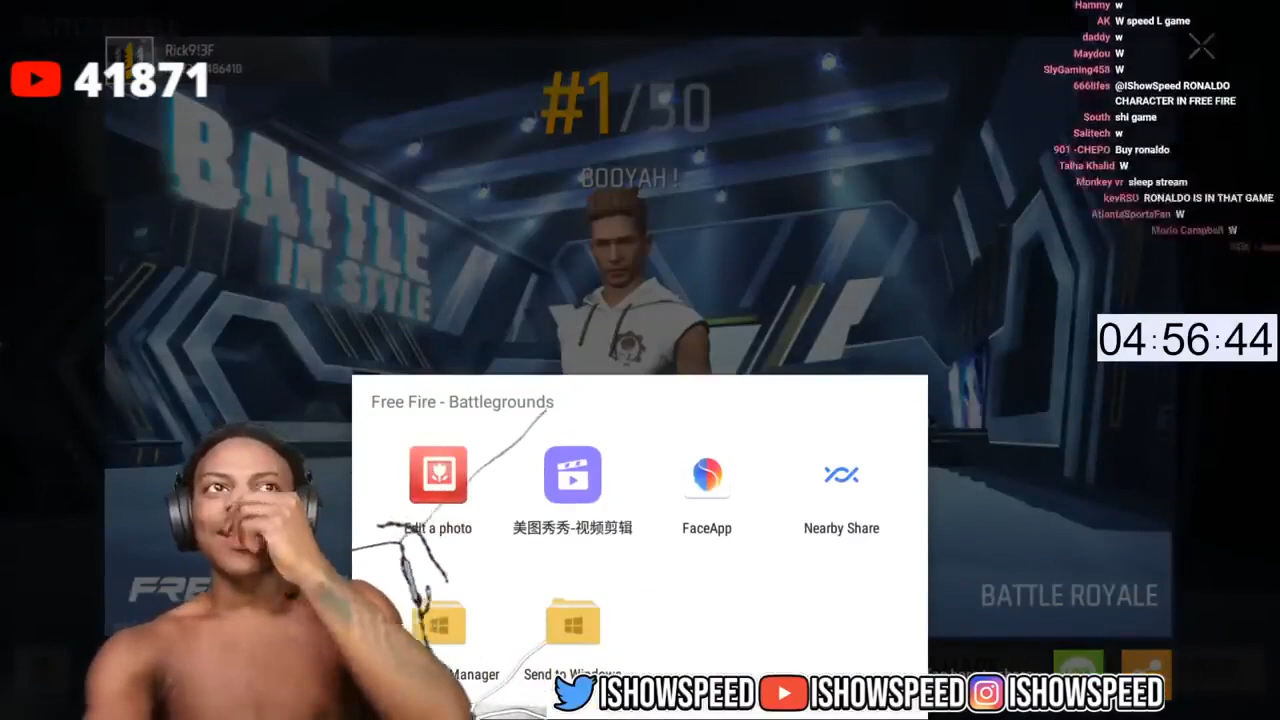 Rick9!3F
41871
#1/50
BOOYAH !
BATTLE
IN STYLE
Hammy w
AK W speed L game
daddy w
Maydou W
SlyGaming458 W
666lifes @IShowSpeed RONALDO
CHARACTER IN FREE FIRE
South shi game
Salitech w
901 -CHEPO Buy ronaldo
Talha Khalid W
Monkey vr sleep stream
kevRSU RONALDO IS IN THAT GAME
AtlantaSportsFan W
Mario Campbell W
04:56:44
Free Fire - Battlegrounds
Edit a photo
美图秀秀-视频剪辑
FaceApp
Nearby Share
Manager
Send to Windows
FRE
BATTLE ROYALE
ISHOWSPEED ISHOWSPEED ISHOWSPEED